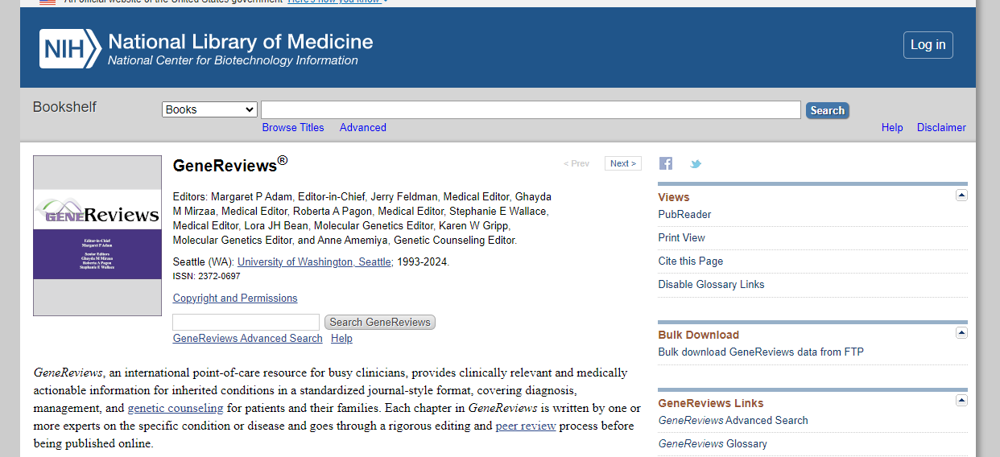 An official website of the United States government Here's how you know
NIH
National Library of Medicine
National Center for Biotechnology Information
Log in
Bookshelf
Books
Search
Browse Titles Advanced
Help Disclaimer
GENEReviews
Editor-in-Chief
Margaret P Adam
Senior Editors
Ghayda M Mirzaa
Roberta A Pagon
Stephanie E Wallace
GeneReviews®
< Prev
Next >
Editors: Margaret P Adam, Editor-in-Chief, Jerry Feldman, Medical Editor, Ghayda
M Mirzaa, Medical Editor, Roberta A Pagon, Medical Editor, Stephanie E Wallace,
Medical Editor, Lora JH Bean, Molecular Genetics Editor, Karen W Gripp,
Molecular Genetics Editor, and Anne Amemiya, Genetic Counseling Editor.
Seattle (WA): University of Washington, Seattle; 1993-2024.
ISSN: 2372-0697
Copyright and Permissions
Search GeneReviews
GeneReviews Advanced Search Help
GeneReviews, an international point-of-care resource for busy clinicians, provides clinically relevant and medically
actionable information for inherited conditions in a standardized journal-style format, covering diagnosis,
management, and genetic counseling for patients and their families. Each chapter in GeneReviews is written by one or
more experts on the specific condition or disease and goes through a rigorous editing and peer review process before
being published online.
Views
PubReader
Print View
Cite this Page
Disable Glossary Links
Bulk Download
Bulk download GeneReviews data from FTP
GeneReviews Links
GeneReviews Advanced Search
GeneReviews Glossary